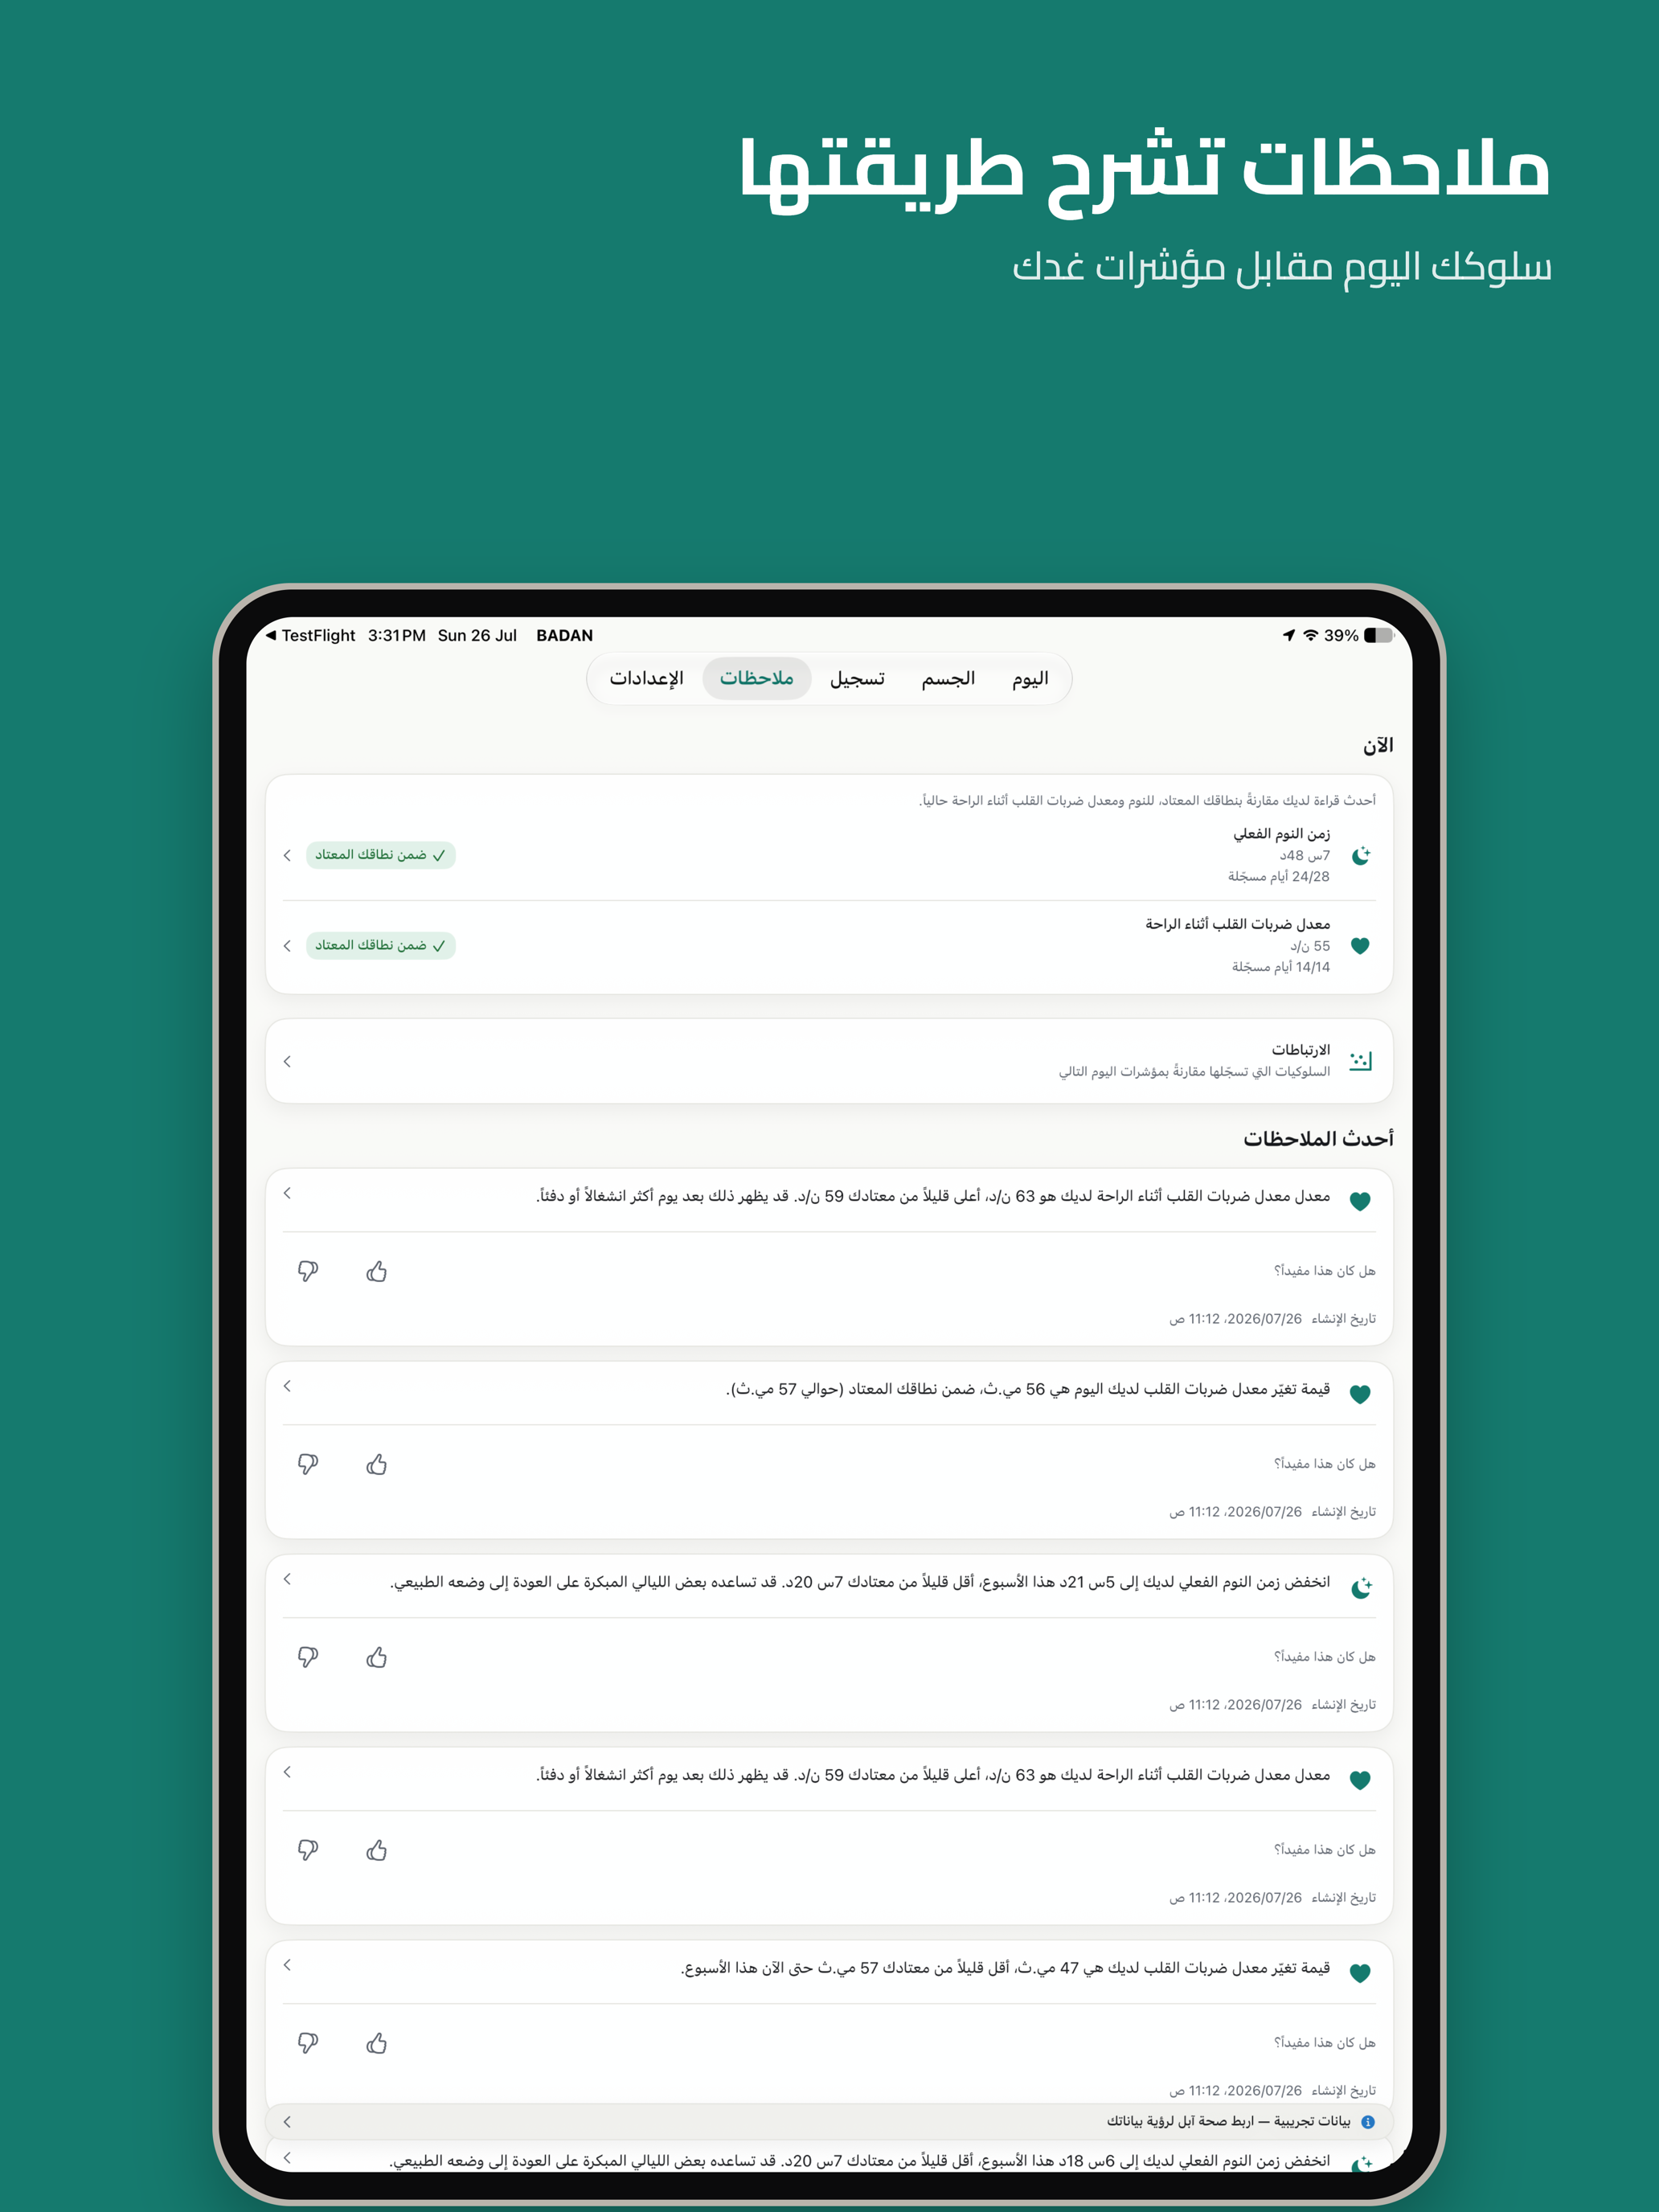 ملاحظات تشرح طريقتها
سلوكك اليوم مقابل مؤشرات غدك
◀ TestFlight 3:31 PM Sun 26 Jul BADAN 39%
اليوم الجسم تسجيل ملاحظات الإعدادات
الآن
أحدث قراءة لديك مقارنةً بنطاقك المعتاد، للنوم ومعدل ضربات القلب أثناء الراحة حالياً.
زمن النوم الفعلي
7س 48د
24/28 أيام مسجّلة
ضمن نطاقك المعتاد
معدل ضربات القلب أثناء الراحة
55 ن/د
14/14 أيام مسجّلة
ضمن نطاقك المعتاد
الارتباطات
السلوكيات التي تسجّلها مقارنةً بمؤشرات اليوم التالي
أحدث الملاحظات
معدل معدل ضربات القلب أثناء الراحة لديك هو 63 ن/د، أعلى قليلاً من معتادك 59 ن/د. قد يظهر ذلك بعد يوم أكثر انشغالاً أو دفئاً.
هل كان هذا مفيداً؟
تاريخ الإنشاء 2026/07/26، 11:12 ص
قيمة تغيّر معدل ضربات القلب لديك اليوم هي 56 مي.ث، ضمن نطاقك المعتاد (حوالي 57 مي.ث).
هل كان هذا مفيداً؟
تاريخ الإنشاء 2026/07/26، 11:12 ص
انخفض زمن النوم الفعلي لديك إلى 5س 21د هذا الأسبوع، أقل قليلاً من معتادك 7س 20د. قد تساعده بعض الليالي المبكرة على العودة إلى وضعه الطبيعي.
هل كان هذا مفيداً؟
تاريخ الإنشاء 2026/07/26، 11:12 ص
معدل معدل ضربات القلب أثناء الراحة لديك هو 63 ن/د، أعلى قليلاً من معتادك 59 ن/د. قد يظهر ذلك بعد يوم أكثر انشغالاً أو دفئاً.
هل كان هذا مفيداً؟
تاريخ الإنشاء 2026/07/26، 11:12 ص
قيمة تغيّر معدل ضربات القلب لديك هي 47 مي.ث، أقل قليلاً من معتادك 57 مي.ث حتى الآن هذا الأسبوع.
هل كان هذا مفيداً؟
تاريخ الإنشاء 2026/07/26، 11:12 ص
بيانات تجريبية — اربط صحة آبل لرؤية بياناتك
انخفض زمن النوم الفعلي لديك إلى 6س 18د هذا الأسبوع، أقل قليلاً من معتادك 7س 20د. قد تساعده بعض الليالي المبكرة على العودة إلى وضعه الطبيعي.